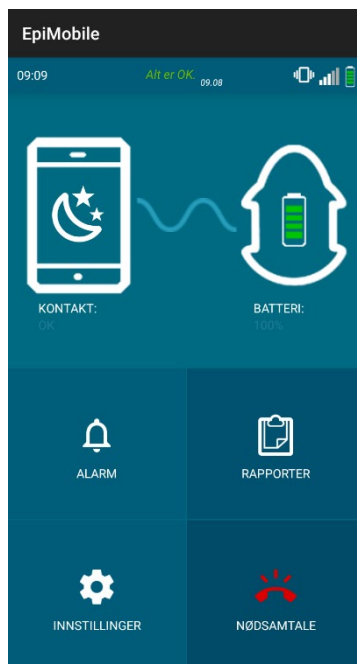 EpiMobile
09:09 Alt er OK. 09.08
KONTAKT: BATTERI:
OK 100%
ALARM RAPPORTER
INNSTILLINGER NØDSAMTALE